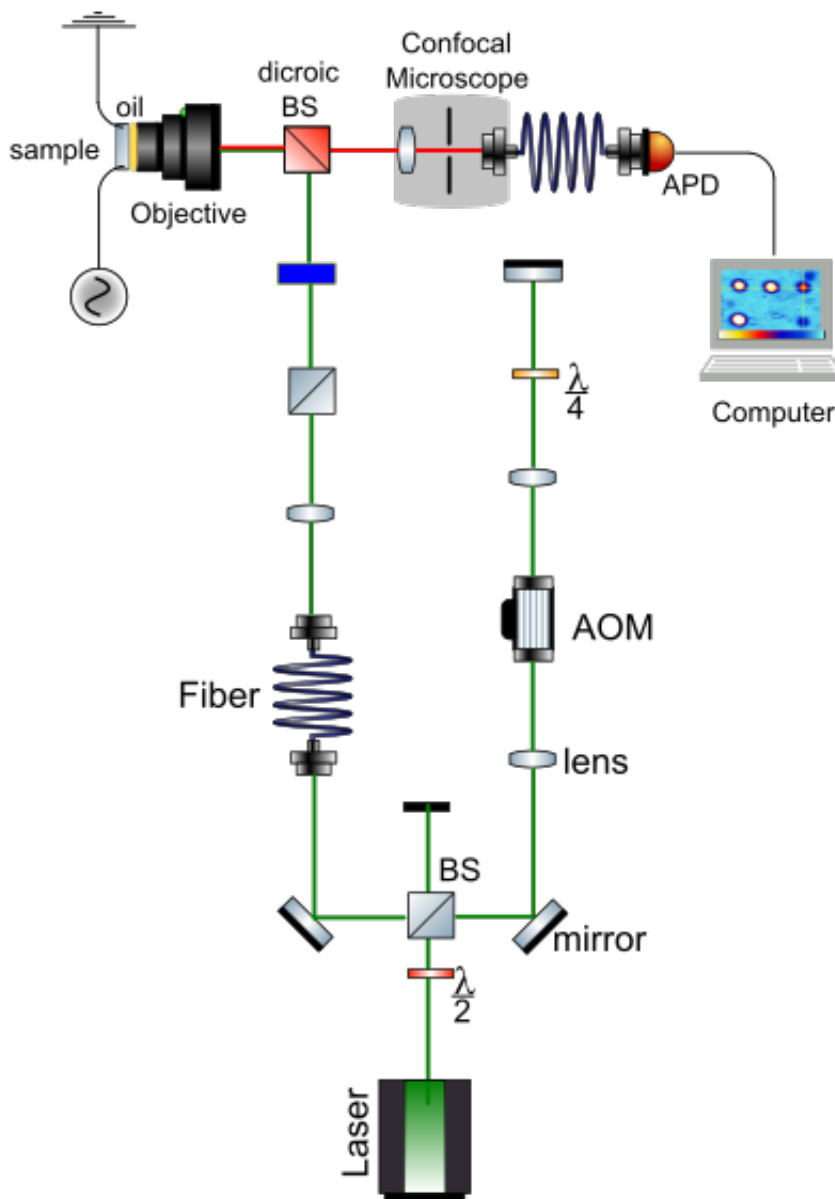 Confocal
Microscope
dicroic
BS
oil
sample
Objective
APD
λ
4
Computer
AOM
Fiber
lens
BS
mirror
λ
2
Laser